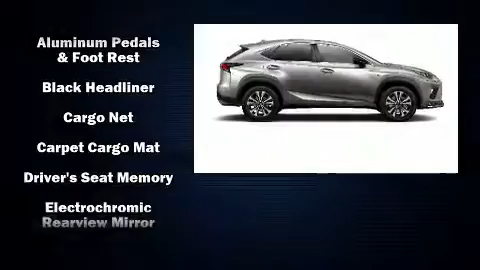 Aluminum Pedals
& Foot Rest
Black Headliner
Cargo Net
Carpet Cargo Mat
Driver's Seat Memory
Electrochromic
Rearview Mirror